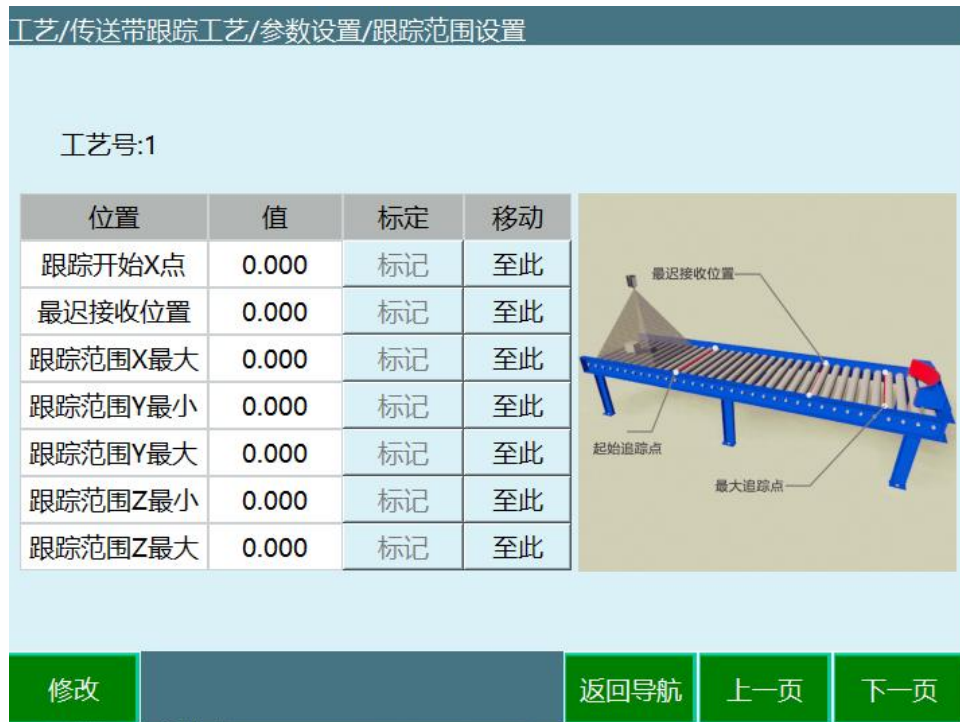 工艺/传送带跟踪工艺/参数设置/跟踪范围设置
工艺号:1
位置 值 标定 移动
跟踪开始X点 0.000 标记 至此
最迟接收位置 0.000 标记 至此
跟踪范围X最大 0.000 标记 至此
跟踪范围Y最小 0.000 标记 至此
跟踪范围Y最大 0.000 标记 至此
跟踪范围Z最小 0.000 标记 至此
跟踪范围Z最大 0.000 标记 至此
最迟接收位置
起始追踪点
最大追踪点
修改 返回导航 上一页 下一页